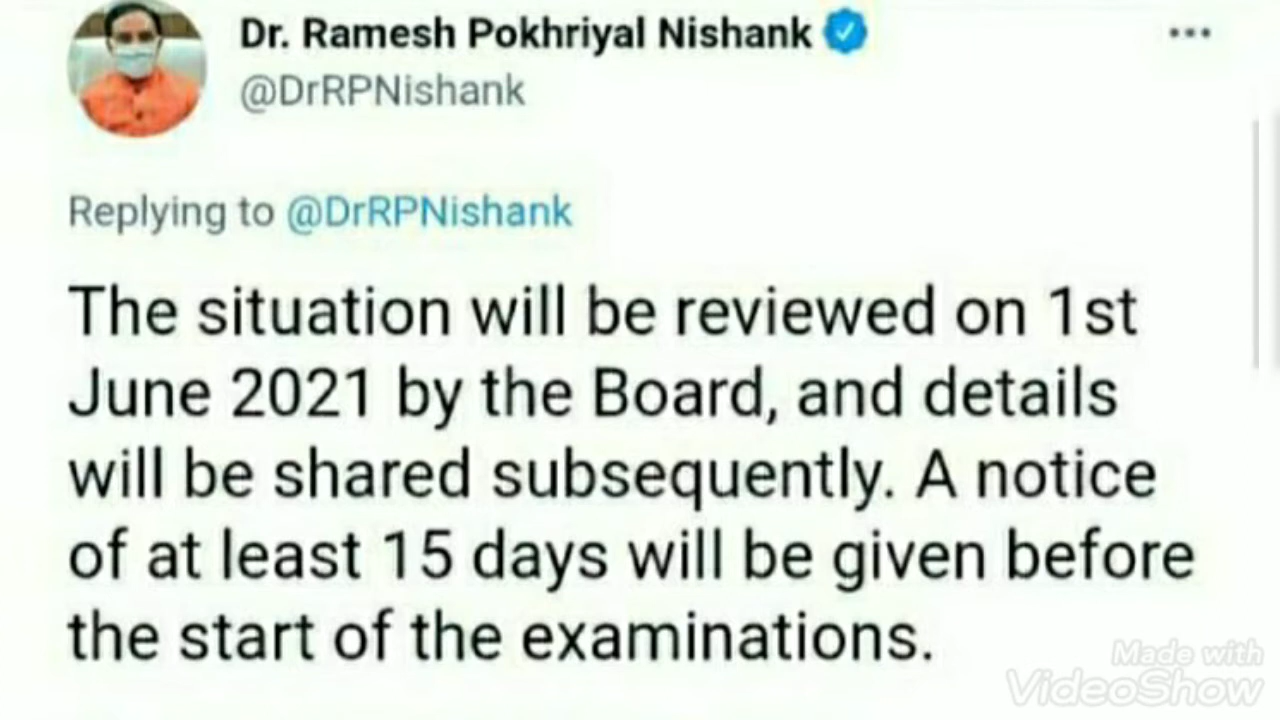 Dr. Ramesh Pokhriyal Nishank
@DrRPNishank
Replying to @DrRPNishank
The situation will be reviewed on 1st
June 2021 by the Board, and details
will be shared subsequently. A notice
of at least 15 days will be given before
the start of the examinations.
Made with
VideoShow